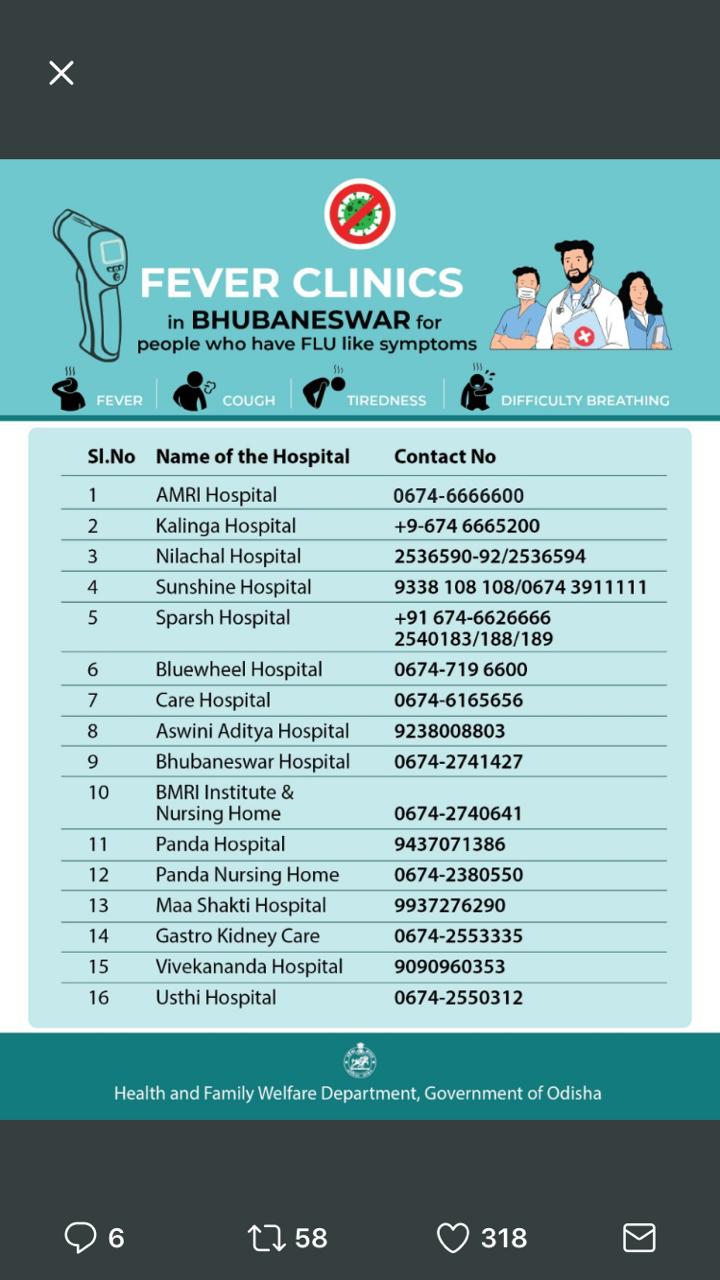 FEVER CLINICS
in BHUBANESWAR for
people who have FLU like symptoms
FEVER COUGH TIREDNESS DIFFICULTY BREATHING
Sl.No Name of the Hospital Contact No
1 AMRI Hospital 0674-6666600
2 Kalinga Hospital +9-674 6665200
3 Nilachal Hospital 2536590-92/2536594
4 Sunshine Hospital 9338 108 108/0674 3911111
5 Sparsh Hospital +91 674-6626666
2540183/188/189
6 Bluewheel Hospital 0674-719 6600
7 Care Hospital 0674-6165656
8 Aswini Aditya Hospital 9238008803
9 Bhubaneswar Hospital 0674-2741427
10 BMRI Institute &
Nursing Home 0674-2740641
11 Panda Hospital 9437071386
12 Panda Nursing Home 0674-2380550
13 Maa Shakti Hospital 9937276290
14 Gastro Kidney Care 0674-2553335
15 Vivekananda Hospital 9090960353
16 Usthi Hospital 0674-2550312
Health and Family Welfare Department, Government of Odisha
6 58 318